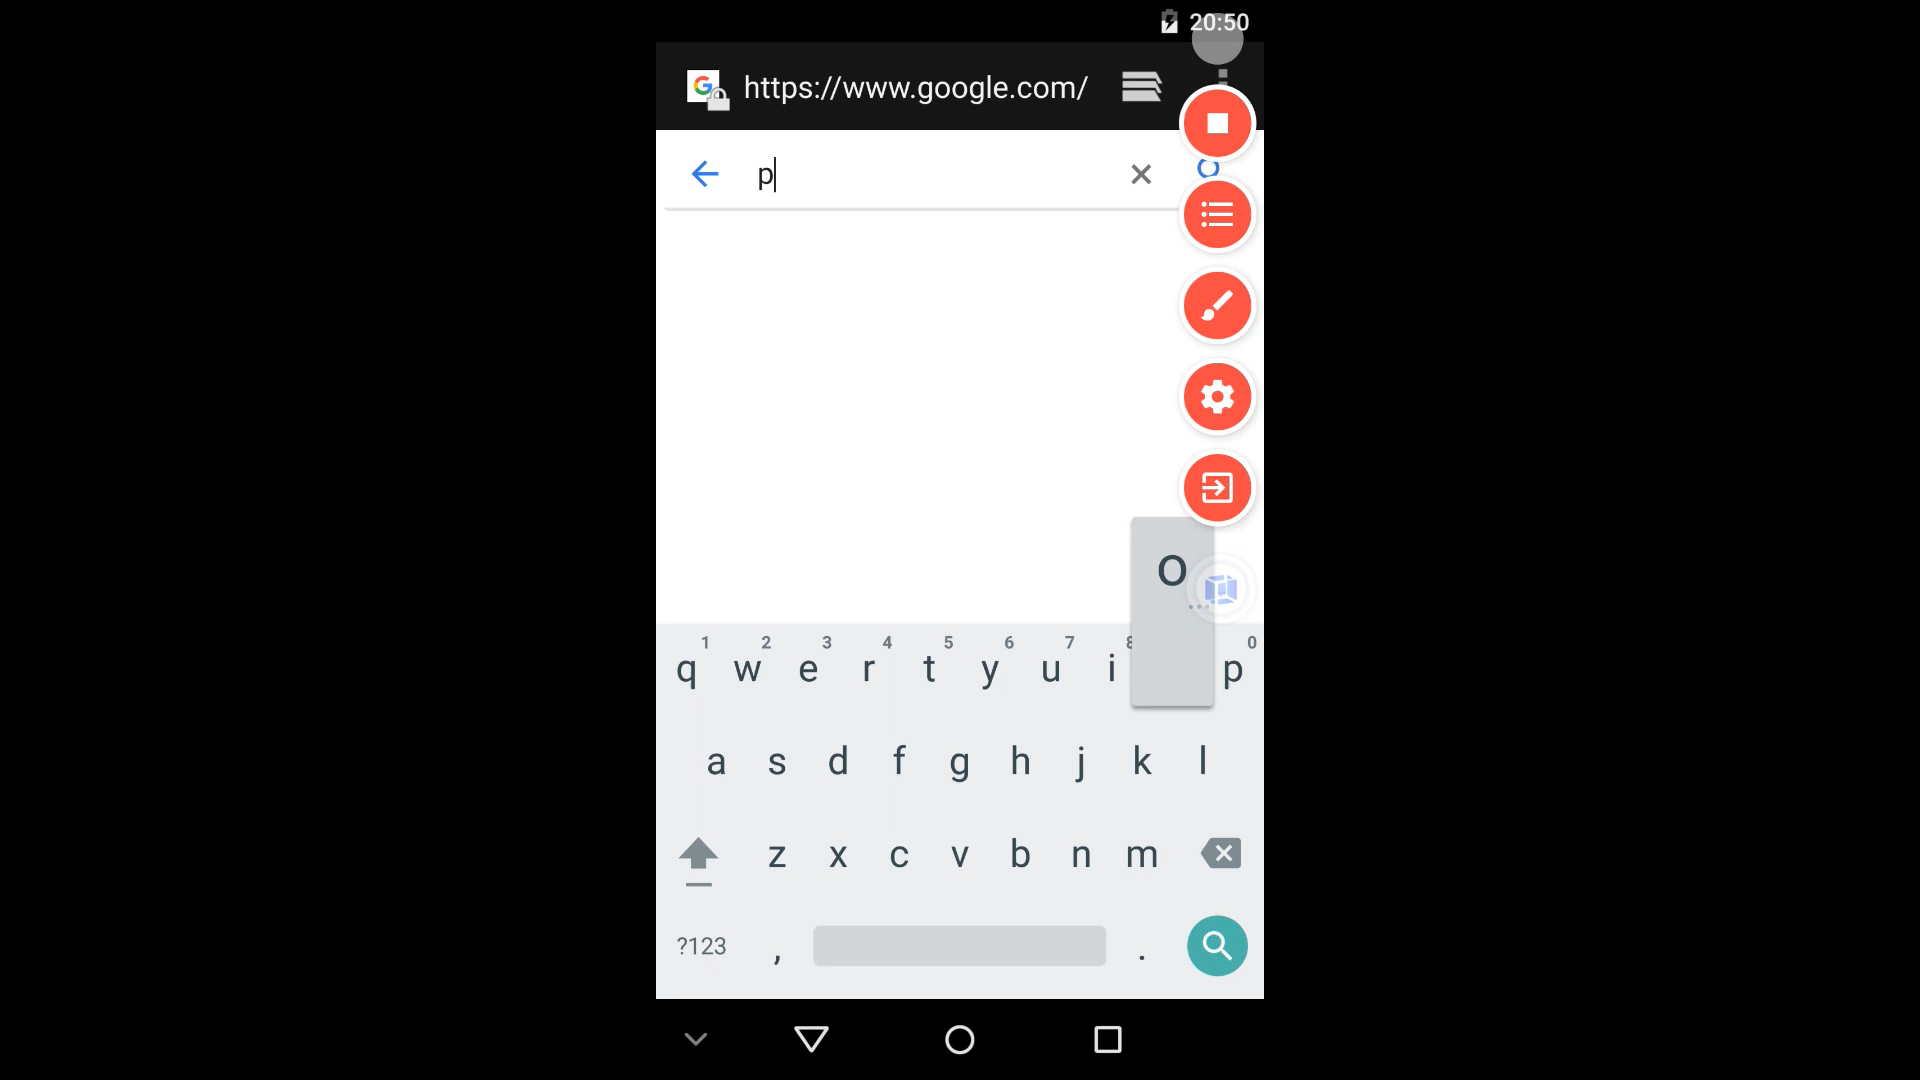 20:50
https://www.google.com/
p
O
1 2 3 4 5 6 7 8 0
q w e r t y u i p
a s d f g h j k l
z x c v b n m
?123 , .